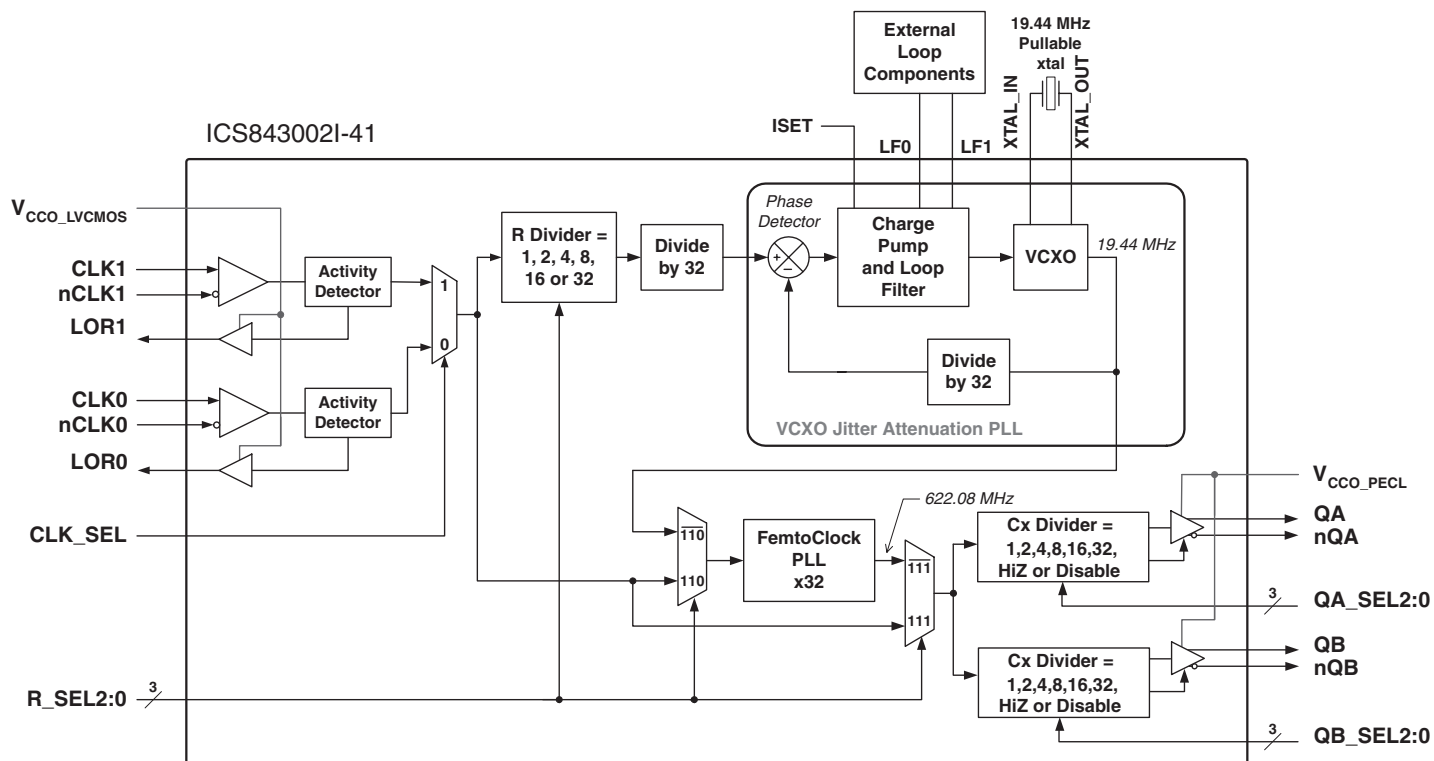 External
Loop
Components
19.44 MHz
Pullable
xtal
XTAL_IN
XTAL_OUT
ICS843002I-41
ISET
LF0
LF1
V_CCO_LVCMOS
CLK1
nCLK1
LOR1
CLK0
nCLK0
LOR0
CLK_SEL
R_SEL2:0
3
Activity
Detector
Activity
Detector
1
0
R Divider =
1, 2, 4, 8,
16 or 32
Divide
by 32
Phase
Detector
+
−
Charge
Pump
and Loop
Filter
VCXO
19.44 MHz
Divide
by 32
VCXO Jitter Attenuation PLL
110
110
FemtoClock
PLL
x32
622.08 MHz
111
111
Cx Divider =
1,2,4,8,16,32,
HiZ or Disable
Cx Divider =
1,2,4,8,16,32,
HiZ or Disable
V_CCO_PECL
QA
nQA
3
QA_SEL2:0
QB
nQB
3
QB_SEL2:0